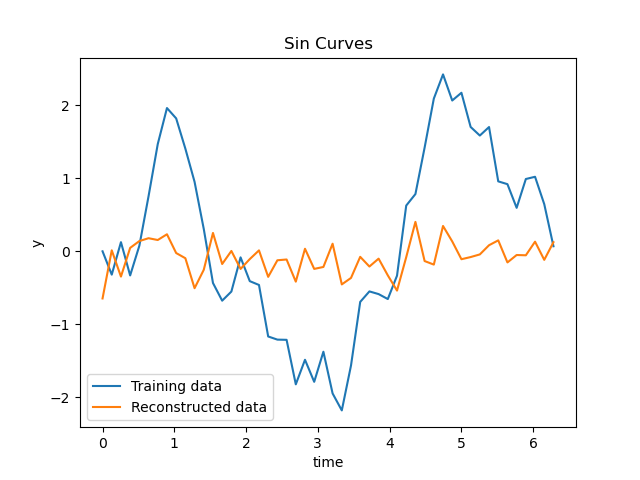 Sin Curves
y
2
1
0
−1
−2
Training data
Reconstructed data
0 1 2 3 4 5 6
time